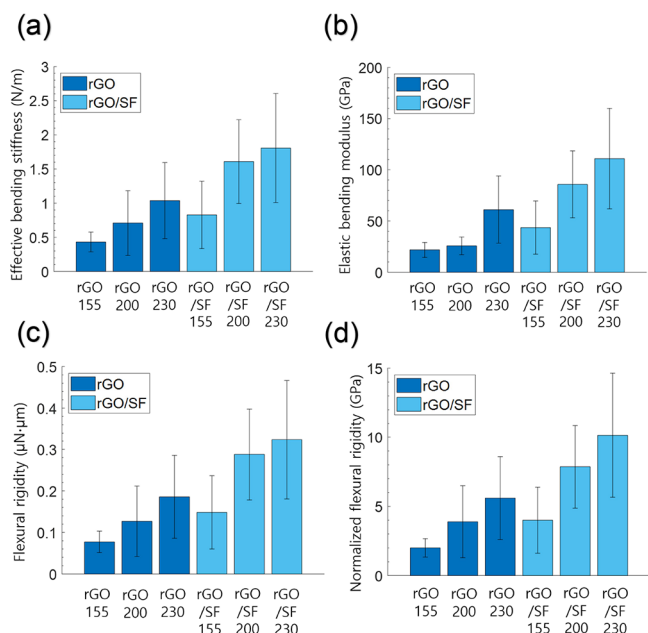 (a)
Effective bending stiffness (N/m)
3
2.5
2
1.5
1
0.5
0
rGO
rGO/SF
rGO
155
rGO
200
rGO
230
rGO
/SF
155
rGO
/SF
200
rGO
/SF
230
(b)
Elastic bending modulus (GPa)
200
150
100
50
0
rGO
rGO/SF
rGO
155
rGO
200
rGO
230
rGO
/SF
155
rGO
/SF
200
rGO
/SF
230
(c)
Flexural rigidity (μN·μm)
0.5
0.4
0.3
0.2
0.1
0
rGO
rGO/SF
rGO
155
rGO
200
rGO
230
rGO
/SF
155
rGO
/SF
200
rGO
/SF
230
(d)
Normalized flexural rigidity (GPa)
15
10
5
0
rGO
rGO/SF
rGO
155
rGO
200
rGO
230
rGO
/SF
155
rGO
/SF
200
rGO
/SF
230